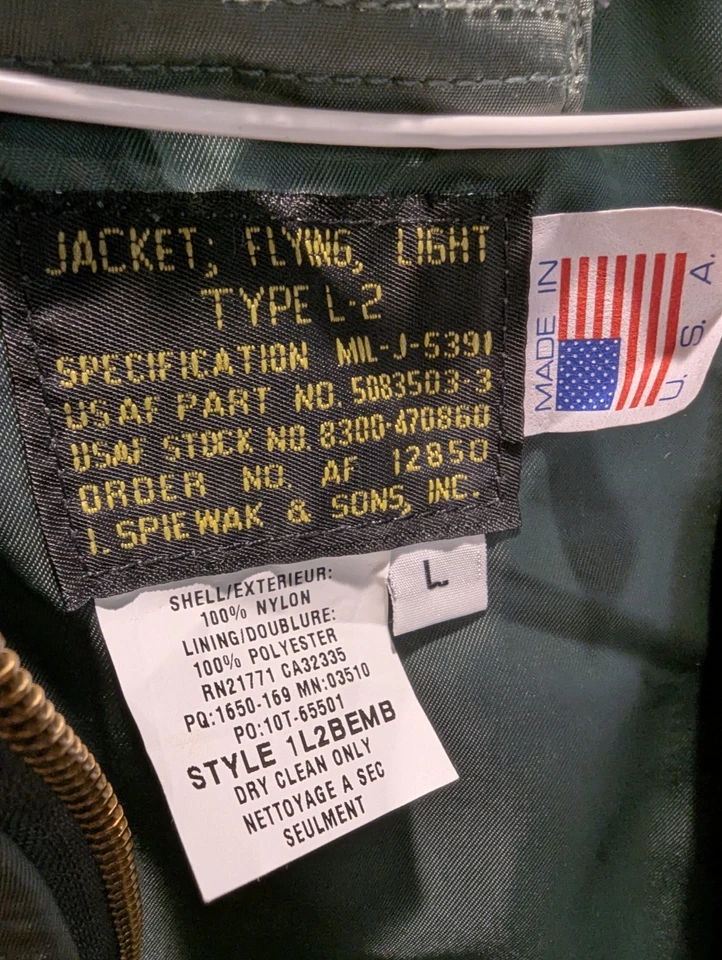 JACKET; FLYING, LIGHT
TYPE L-2
SPECIFICATION MIL-J-5391
USAF PART NO. 5083503-3
USAF STOCK NO. 8300-470860
ORDER NO. AF 12850
I. SPIEWAK & SONS, INC.
MADE IN
U. S. A.
L
SHELL/EXTERIEUR:
100% NYLON
LINING/DOUBLURE:
100% POLYESTER
RN21771 CA32335
PQ:1650-169 MN:03510
PO:10T-65501
STYLE 1L2BEMB
DRY CLEAN ONLY
NETTOYAGE A SEC
SEULMENT